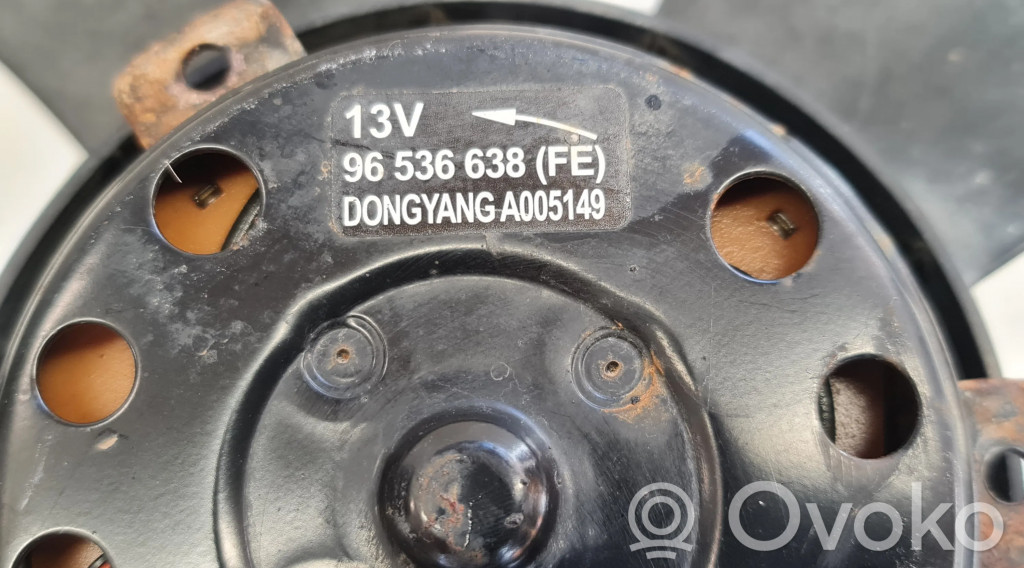 13V
96 536 638 (FE)
DONGYANG A005149
Ovoko